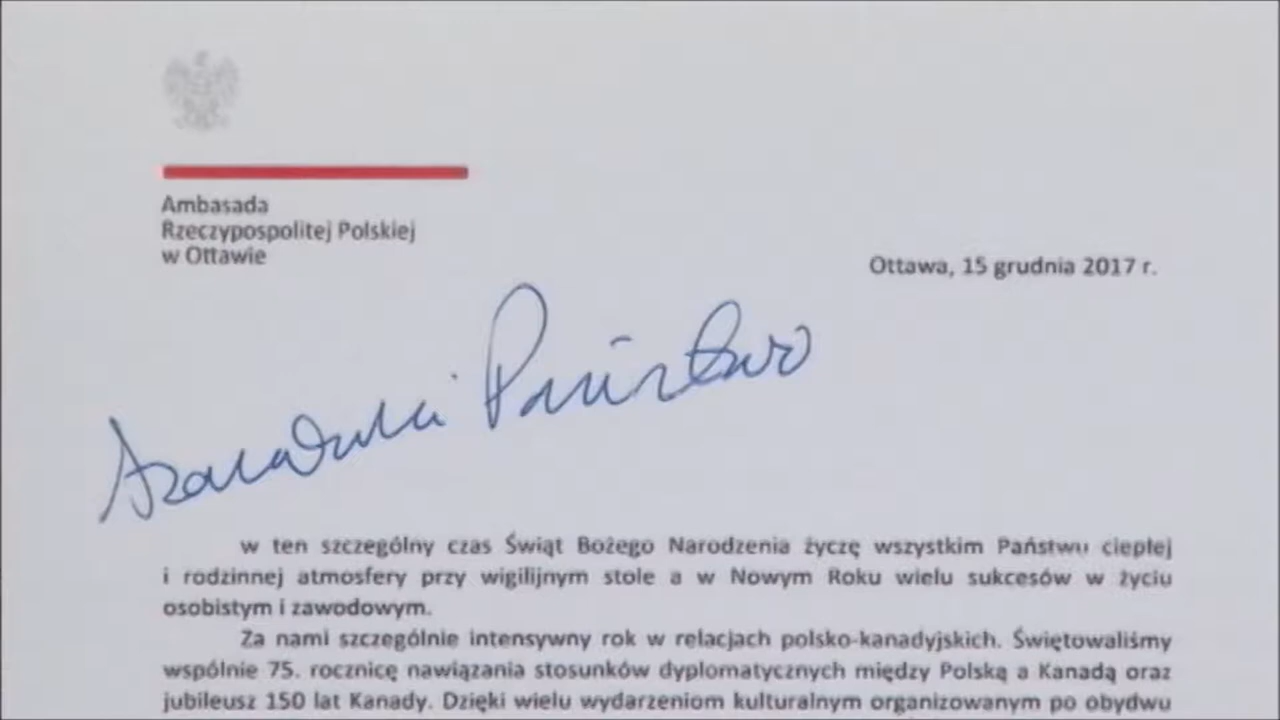 Ambasada
Rzeczypospolitej Polskiej
w Ottawie
Ottawa, 15 grudnia 2017 r.
Szanowni Państwo
w ten szczególny czas Świąt Bożego Narodzenia życzę wszystkim Państwu ciepłej
i rodzinnej atmosfery przy wigilijnym stole a w Nowym Roku wielu sukcesów w życiu
osobistym i zawodowym.
Za nami szczególnie intensywny rok w relacjach polsko-kanadyjskich. Świętowaliśmy
wspólnie 75. rocznicę nawiązania stosunków dyplomatycznych między Polską a Kanadą oraz
jubileusz 150 lat Kanady. Dzięki wielu wydarzeniom kulturalnym organizowanym po obydwu